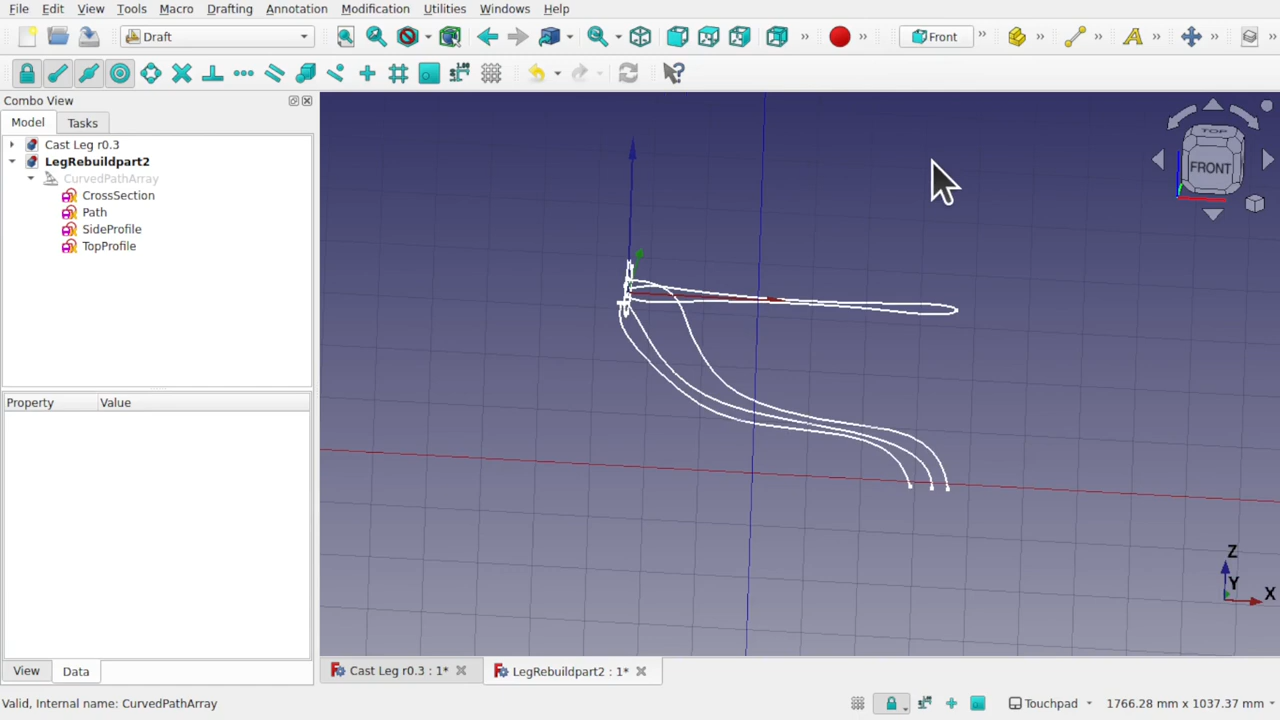 File Edit View Tools Macro Drafting Annotation Modification Utilities Windows Help
Draft
Front
Combo View
Model Tasks
Cast Leg r0.3
LegRebuildpart2
CurvedPathArray
CrossSection
Path
SideProfile
TopProfile
Property Value
TOP
FRONT
Z
Y
X
View Data
Cast Leg r0.3 : 1* LegRebuildpart2 : 1*
Valid, Internal name: CurvedPathArray
Touchpad
1766.28 mm x 1037.37 mm